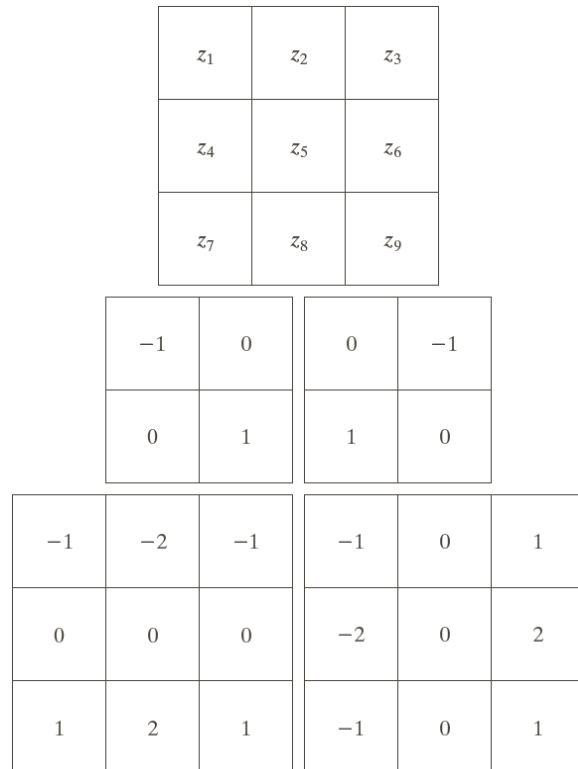 z₁ z₂ z₃
z₄ z₅ z₆
z₇ z₈ z₉
−1 0 0 −1
0 1 1 0
−1 −2 −1 −1 0 1
0 0 0 −2 0 2
1 2 1 −1 0 1